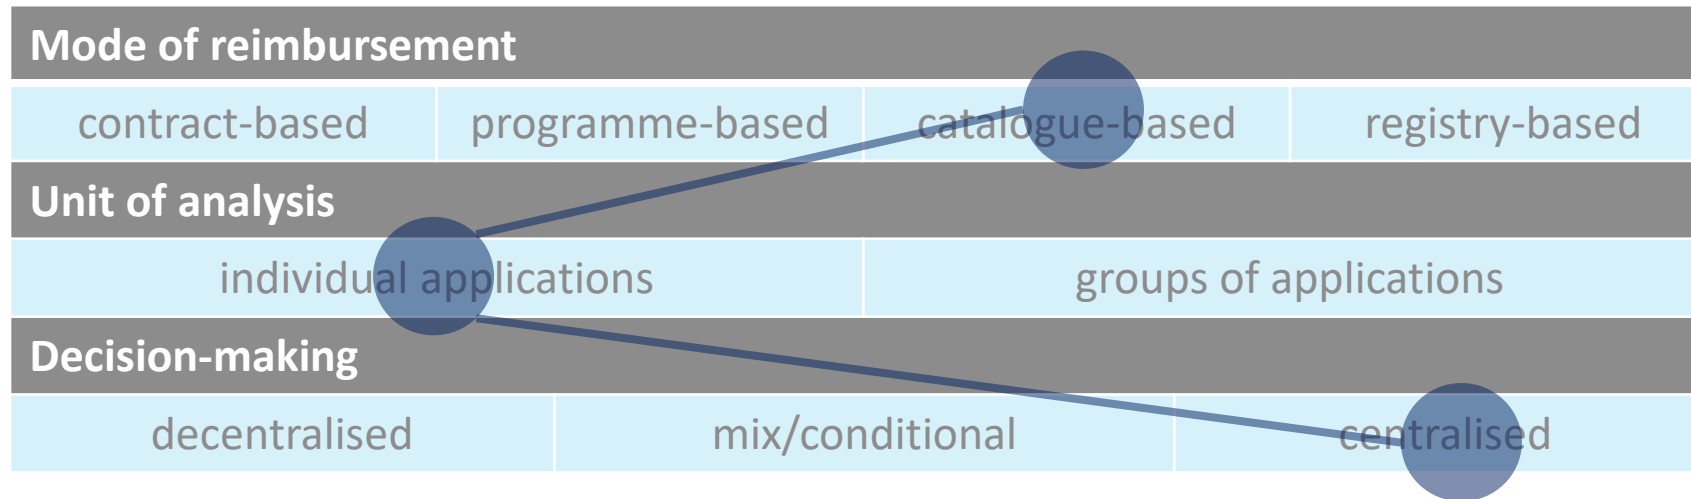 Mode of reimbursement
contract-based programme-based catalogue-based registry-based
Unit of analysis
individual applications groups of applications
Decision-making
decentralised mix/conditional centralised